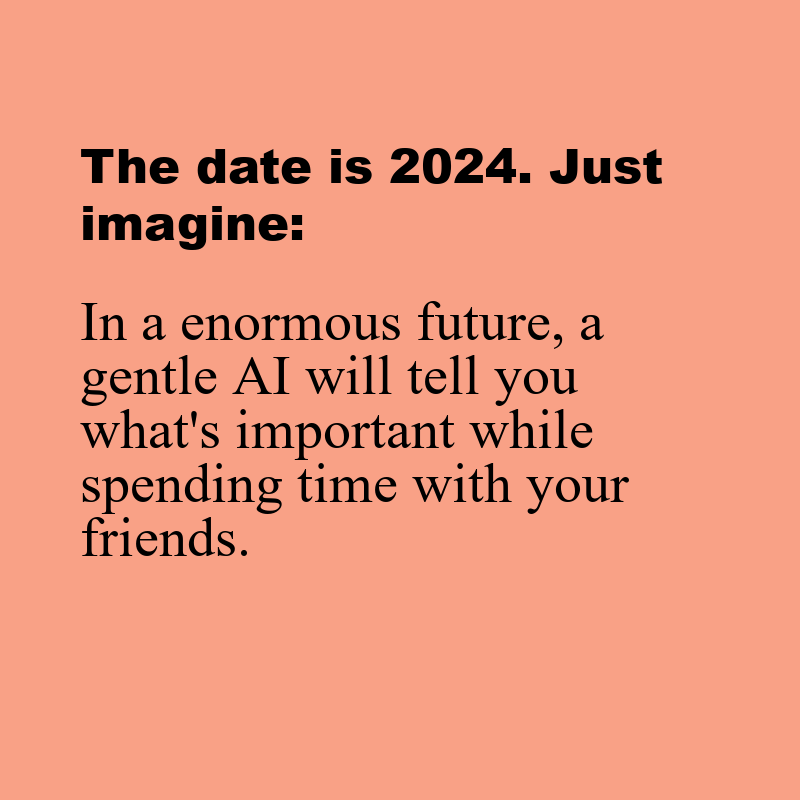 The date is 2024. Just
imagine:
In a enormous future, a
gentle AI will tell you
what's important while
spending time with your
friends.